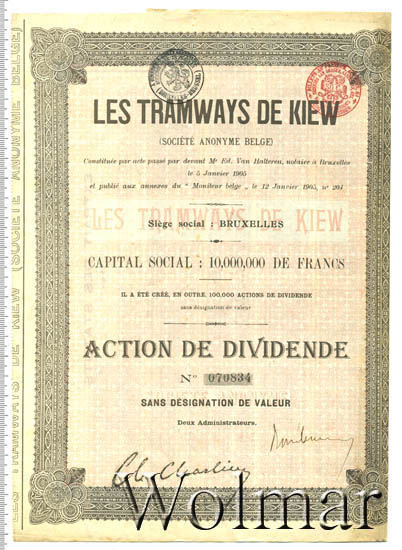 LES TRAMWAYS DE KIEW
(SOCIÉTÉ ANONYME BELGE)
Constituée par acte passé par devant Me Ed. Van Halteren, notaire à Bruxelles
le 5 Janvier 1905
et publié aux annexes du " Moniteur belge " le 12 Janvier 1905, no 204
LES TRAMWAYS DE KIEW
Siège social : BRUXELLES
CAPITAL SOCIAL : 10,000,000 DE FRANCS
IL A ÉTÉ CRÉÉ, EN OUTRE, 100,000 ACTIONS DE DIVIDENDE
sans désignation de valeur
ACTION DE DIVIDENDE
No 070834
SANS DÉSIGNATION DE VALEUR
Deux Administrateurs.
LES TRAMWAYS DE KIEW (SOCIÉTÉ ANONYME BELGE)
Wolmar